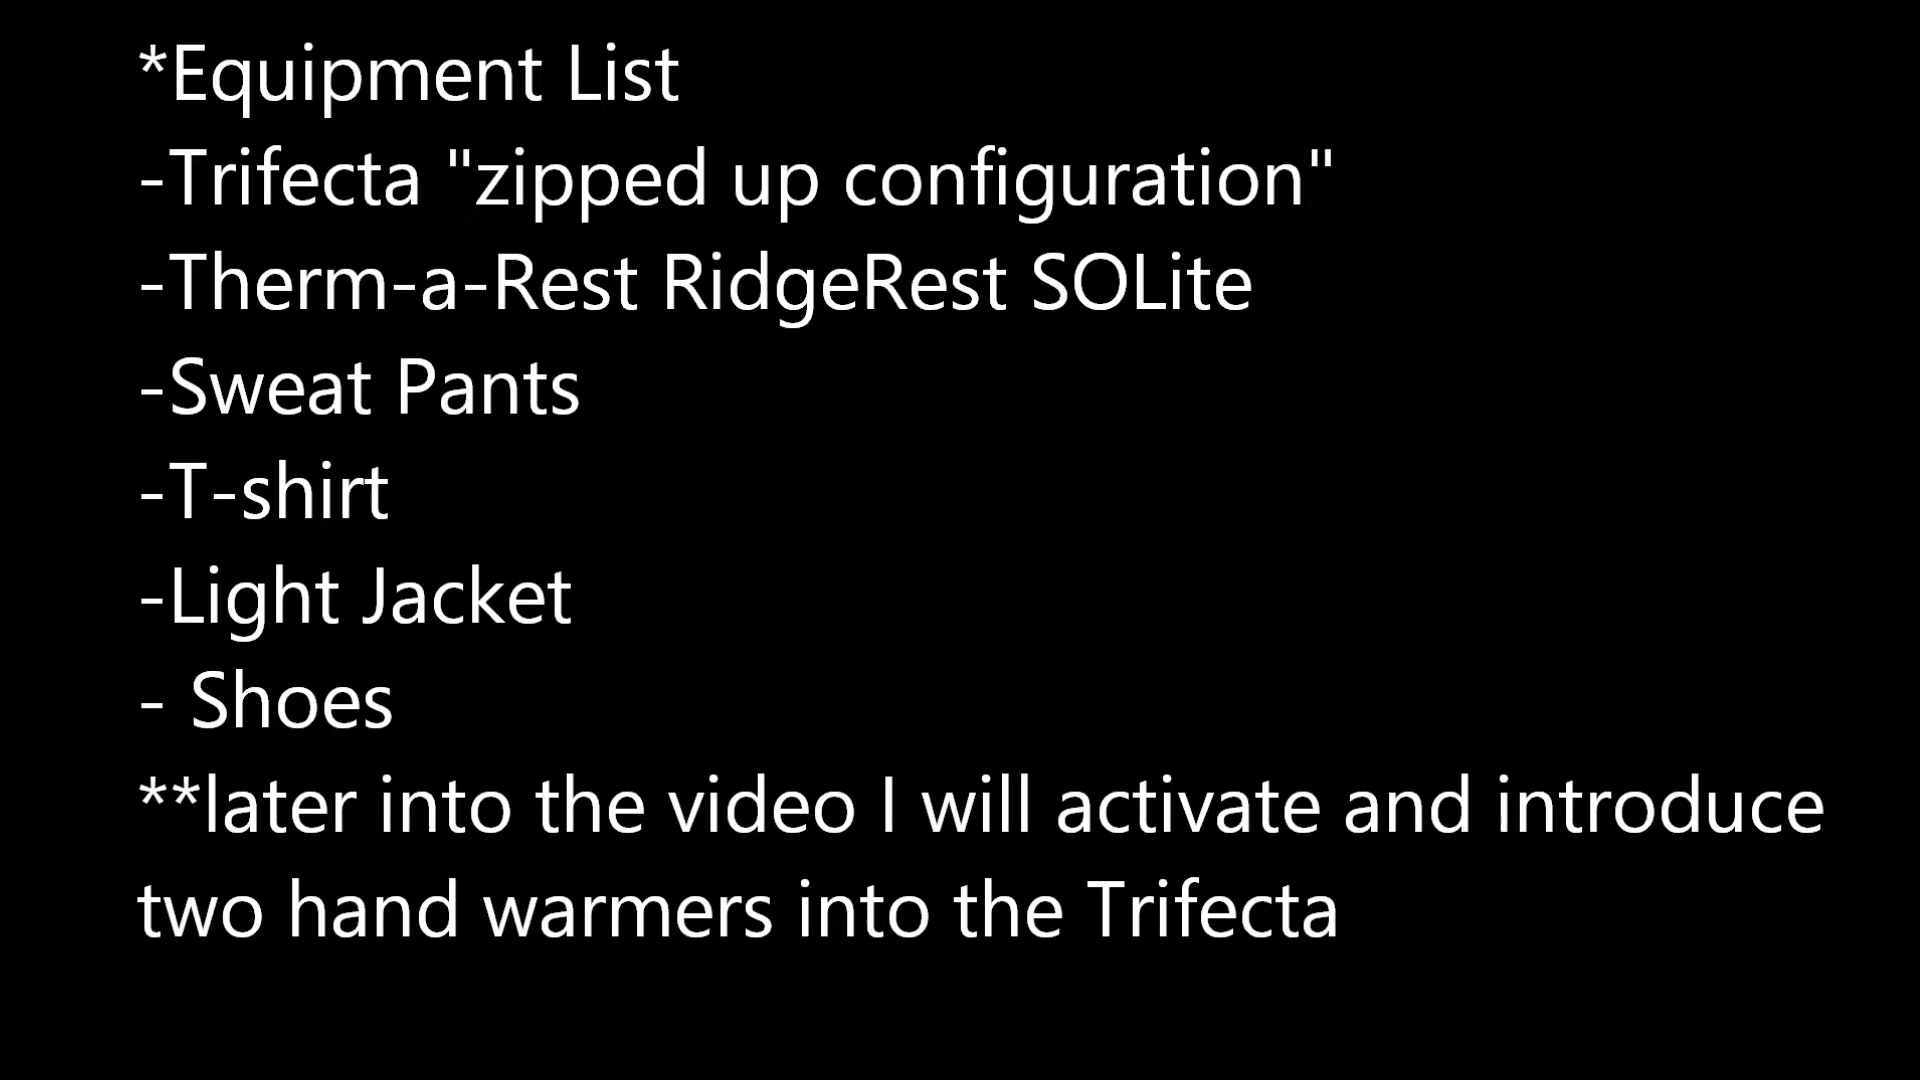 *Equipment List
-Trifecta "zipped up configuration"
-Therm-a-Rest RidgeRest SOLite
-Sweat Pants
-T-shirt
-Light Jacket
- Shoes
**later into the video I will activate and introduce
two hand warmers into the Trifecta